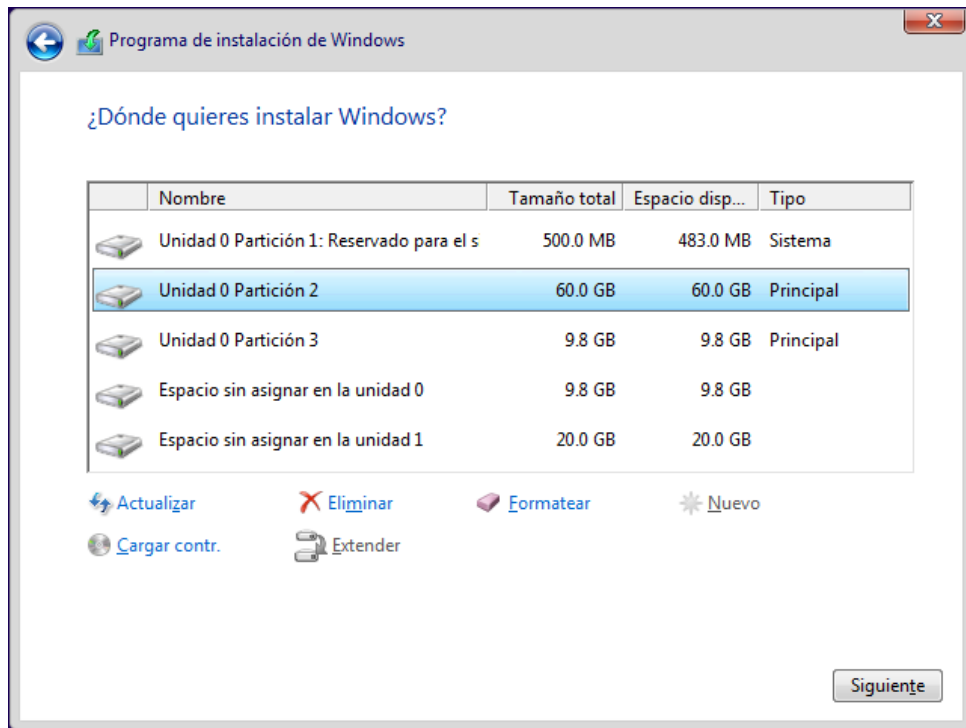 Programa de instalación de Windows
¿Dónde quieres instalar Windows?
Nombre Tamaño total Espacio disp... Tipo
Unidad 0 Partición 1: Reservado para el s 500.0 MB 483.0 MB Sistema
Unidad 0 Partición 2 60.0 GB 60.0 GB Principal
Unidad 0 Partición 3 9.8 GB 9.8 GB Principal
Espacio sin asignar en la unidad 0 9.8 GB 9.8 GB
Espacio sin asignar en la unidad 1 20.0 GB 20.0 GB
Actualizar Eliminar Formatear Nuevo
Cargar contr. Extender
Siguiente